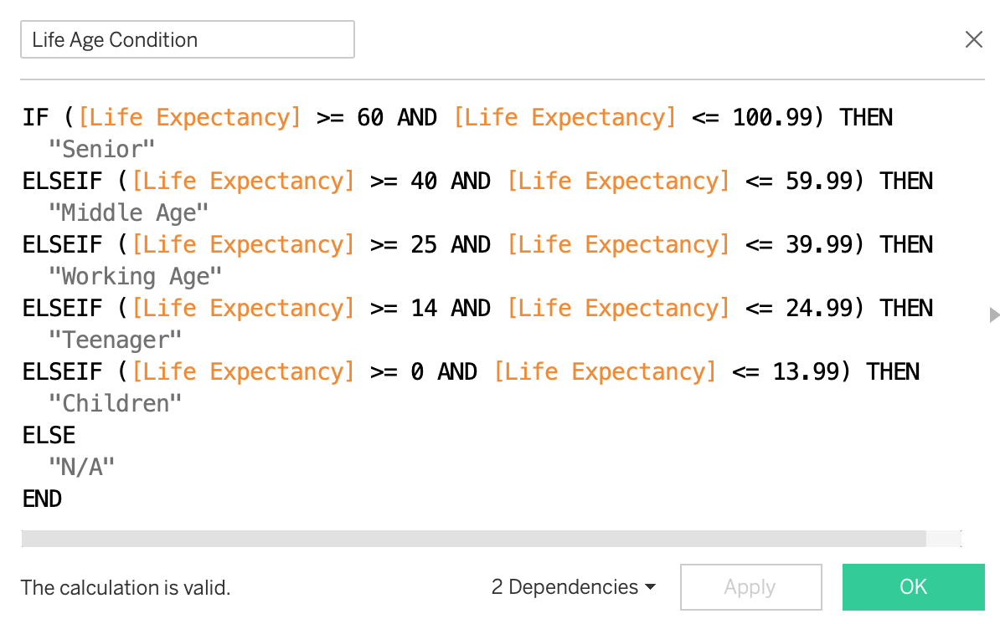 Life Age Condition
IF ([Life Expectancy] >= 60 AND [Life Expectancy] <= 100.99) THEN
"Senior"
ELSEIF ([Life Expectancy] >= 40 AND [Life Expectancy] <= 59.99) THEN
"Middle Age"
ELSEIF ([Life Expectancy] >= 25 AND [Life Expectancy] <= 39.99) THEN
"Working Age"
ELSEIF ([Life Expectancy] >= 14 AND [Life Expectancy] <= 24.99) THEN
"Teenager"
ELSEIF ([Life Expectancy] >= 0 AND [Life Expectancy] <= 13.99) THEN
"Children"
ELSE
"N/A"
END
The calculation is valid. 2 Dependencies Apply OK